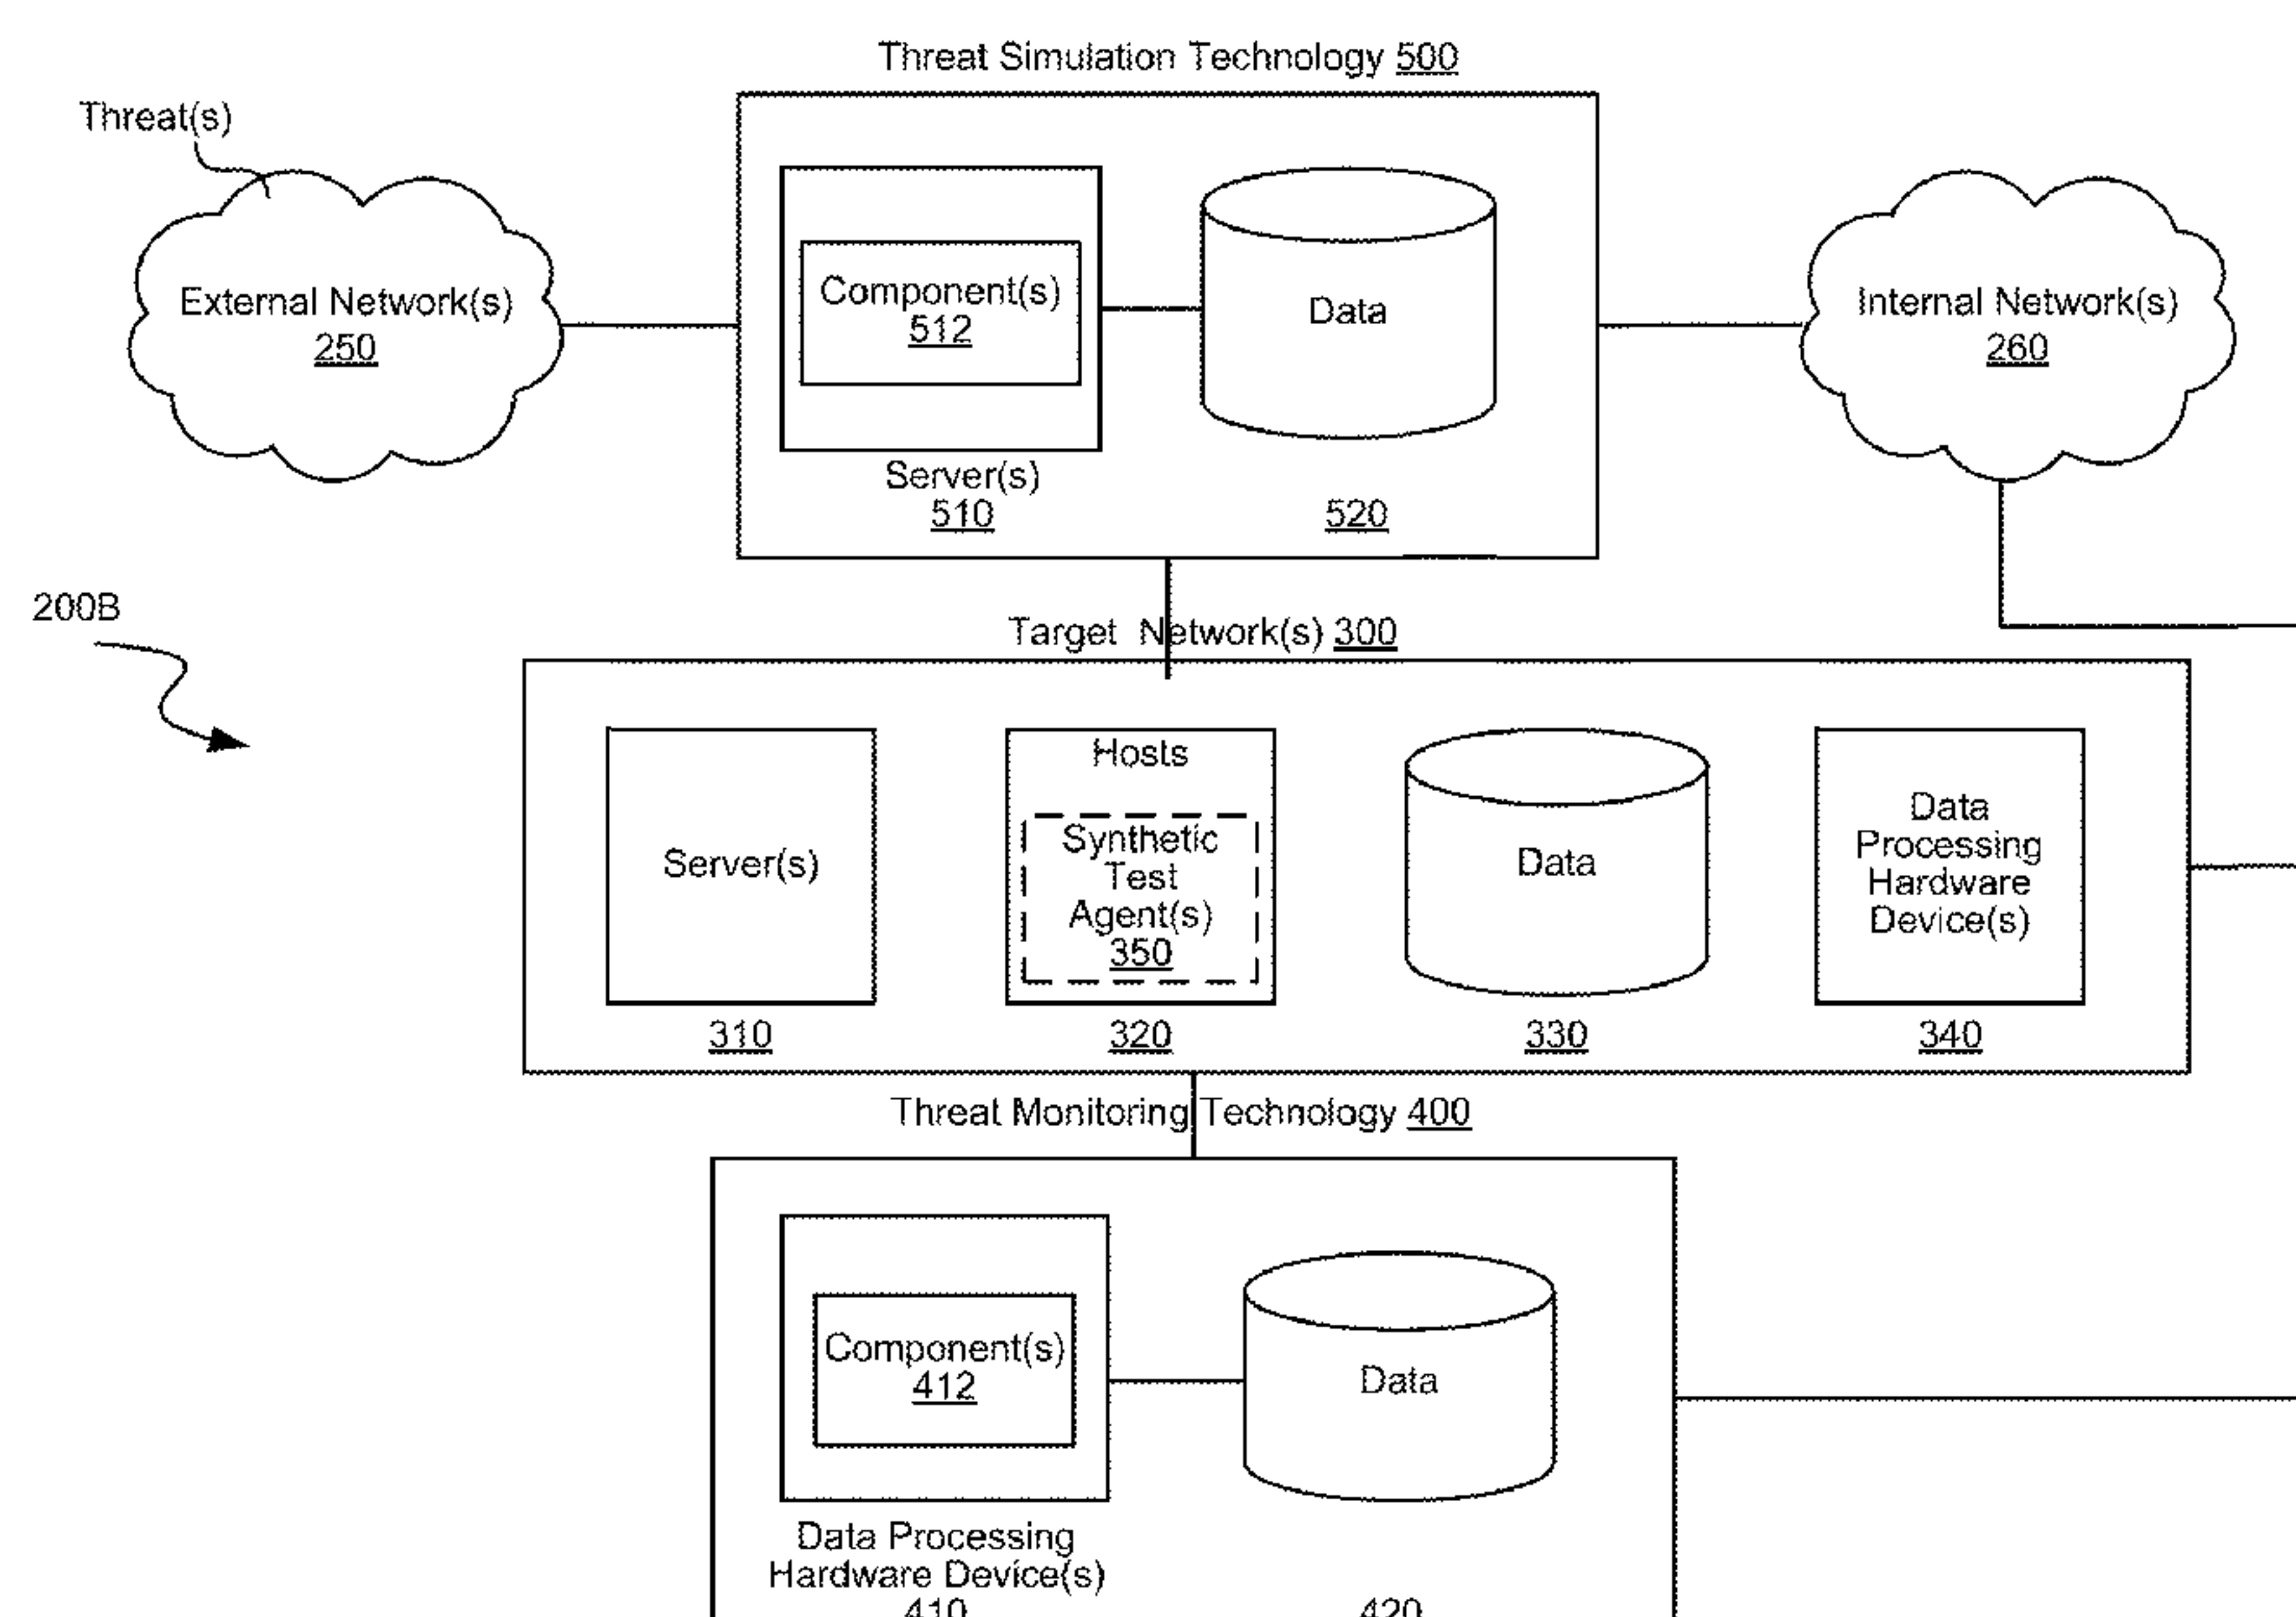 Threat Simulation Technology 500
Threat(s)
External Network(s)
250
Component(s)
512
Data
Server(s)
510
520
Internal Network(s)
260
200B
Target Network(s) 300
Server(s)
310
Hosts
Synthetic
Test
Agent(s)
350
320
Data
330
Data
Processing
Hardware
Device(s)
340
Threat Monitoring Technology 400
Component(s)
412
Data
Data Processing
Hardware Device(s)
410
420